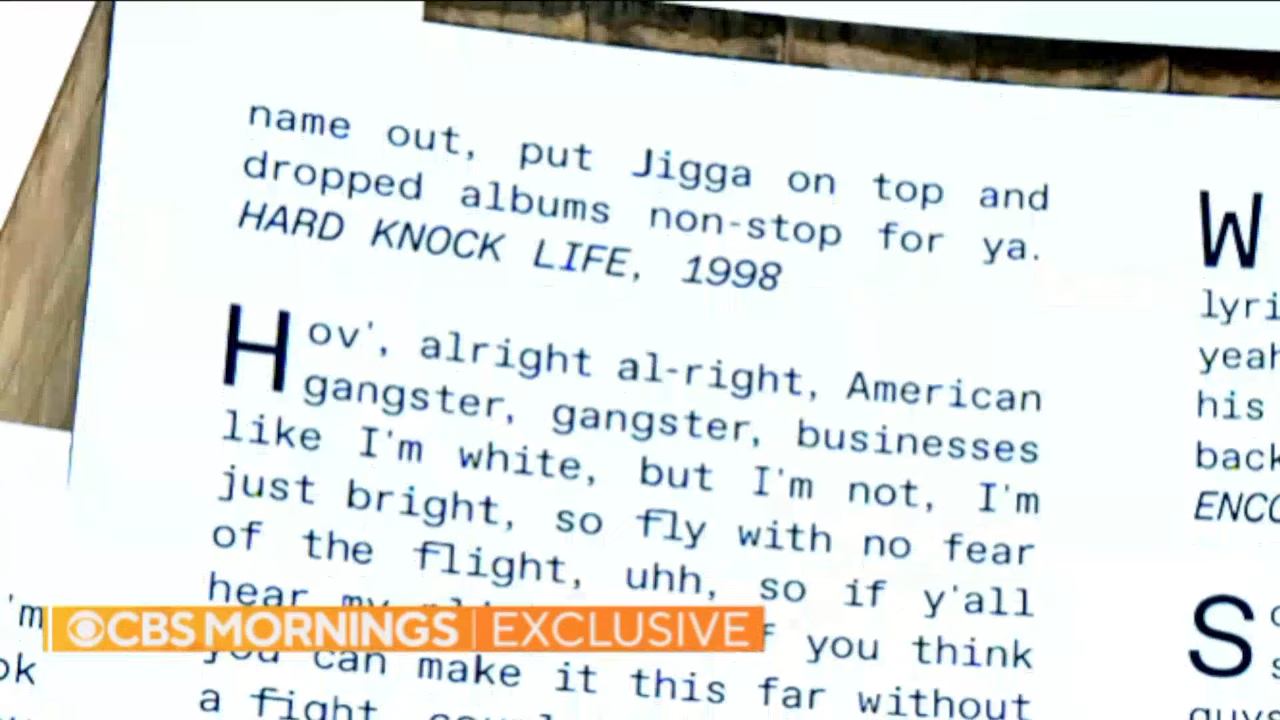 name out, put Jigga on top and
dropped albums non-stop for ya.
HARD KNOCK LIFE, 1998
Hov', alright al-right, American
gangster, gangster, businesses
like I'm white, but I'm not, I'm
just bright, so fly with no fear
of the flight, uhh, so if y'all
hear my you think
you can make it this far without
a fight
W
lyri
yeah
his
back
ENCO
S
guys
'm
ok
CBS MORNINGS | EXCLUSIVE